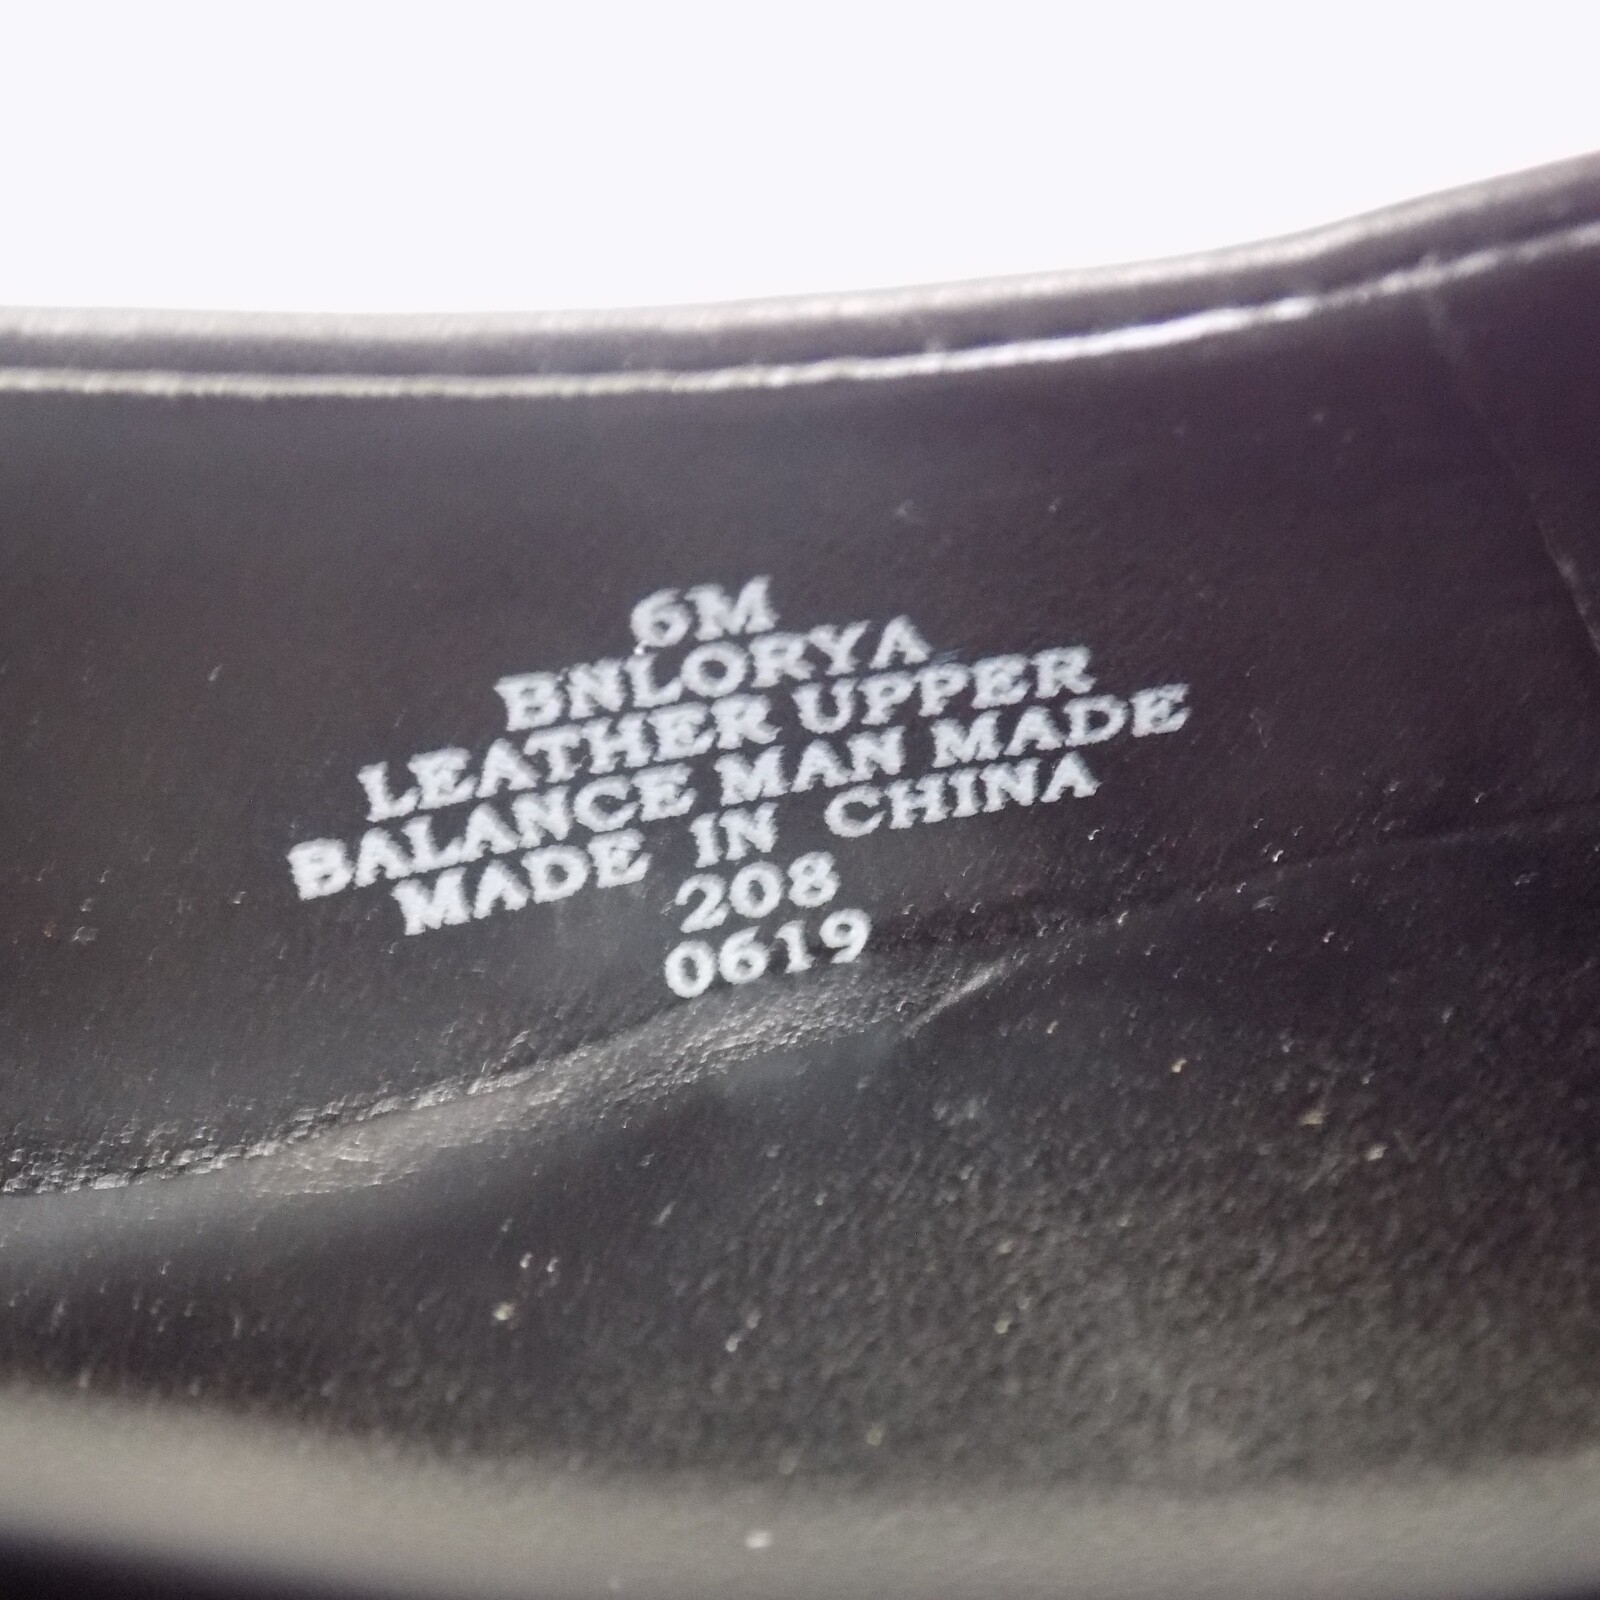 6M
BNLORYA
LEATHER UPPER
BALANCE MAN MADE
MADE IN CHINA
208
0619